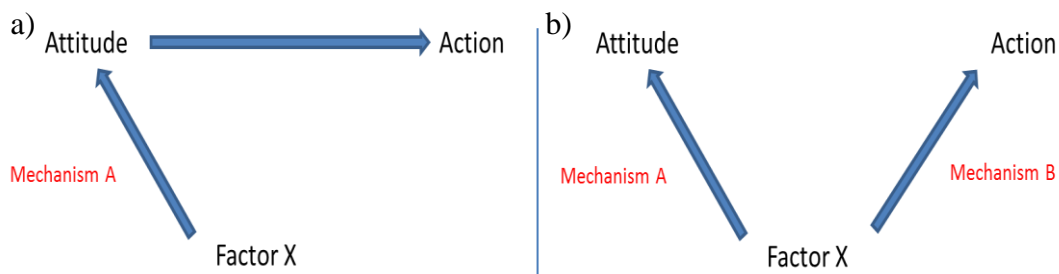 a)
Attitude
Action
Mechanism A
Factor X
b)
Attitude
Action
Mechanism A
Mechanism B
Factor X